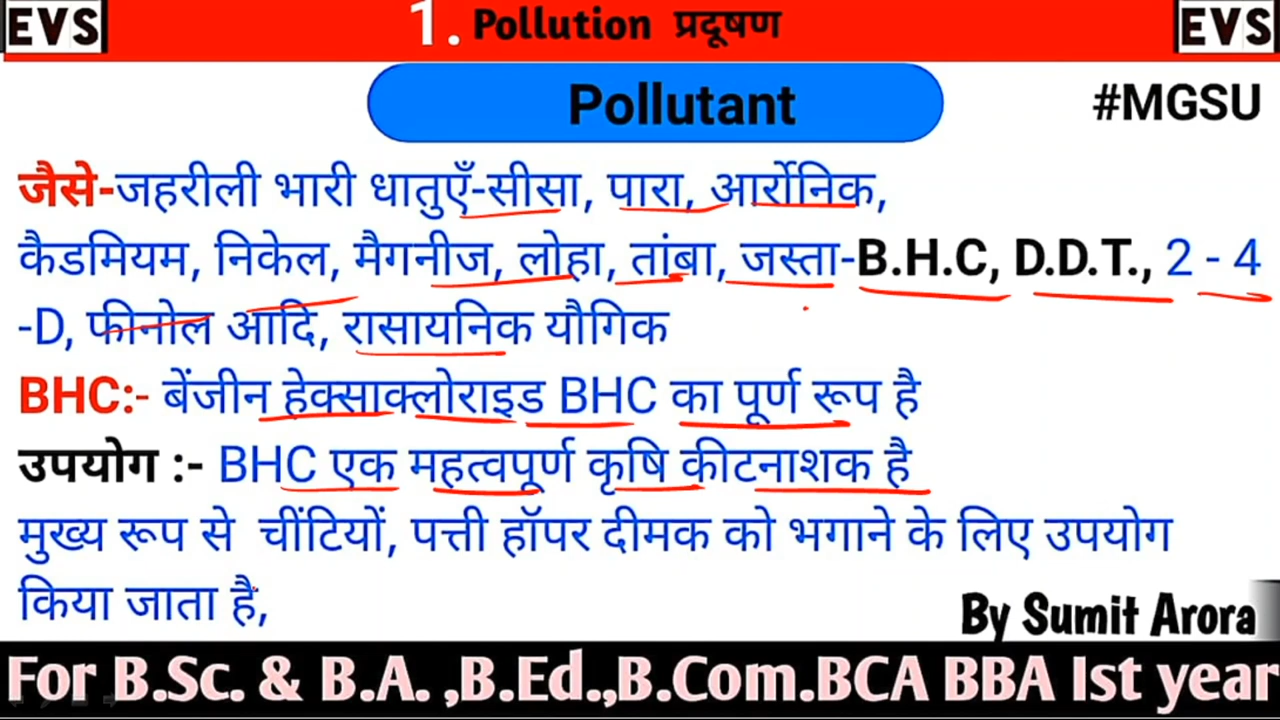 EVS 1. Pollution प्रदूषण EVS
Pollutant
#MGSU
जैसे-जहरीली भारी धातुएँ-सीसा, पारा, आर्रोनिक,
कैडमियम, निकेल, मैगनीज, लोहा, तांबा, जस्ता-B.H.C, D.D.T., 2 - 4
-D, फीनोल आदि, रासायनिक यौगिक
BHC:- बेंजीन हेक्साक्लोराइड BHC का पूर्ण रूप है
उपयोग :- BHC एक महत्वपूर्ण कृषि कीटनाशक है
मुख्य रूप से चींटियों, पत्ती हॉपर दीमक को भगाने के लिए उपयोग
किया जाता है,
By Sumit Arora
For B.Sc. & B.A. ,B.Ed.,B.Com.BCA BBA Ist year